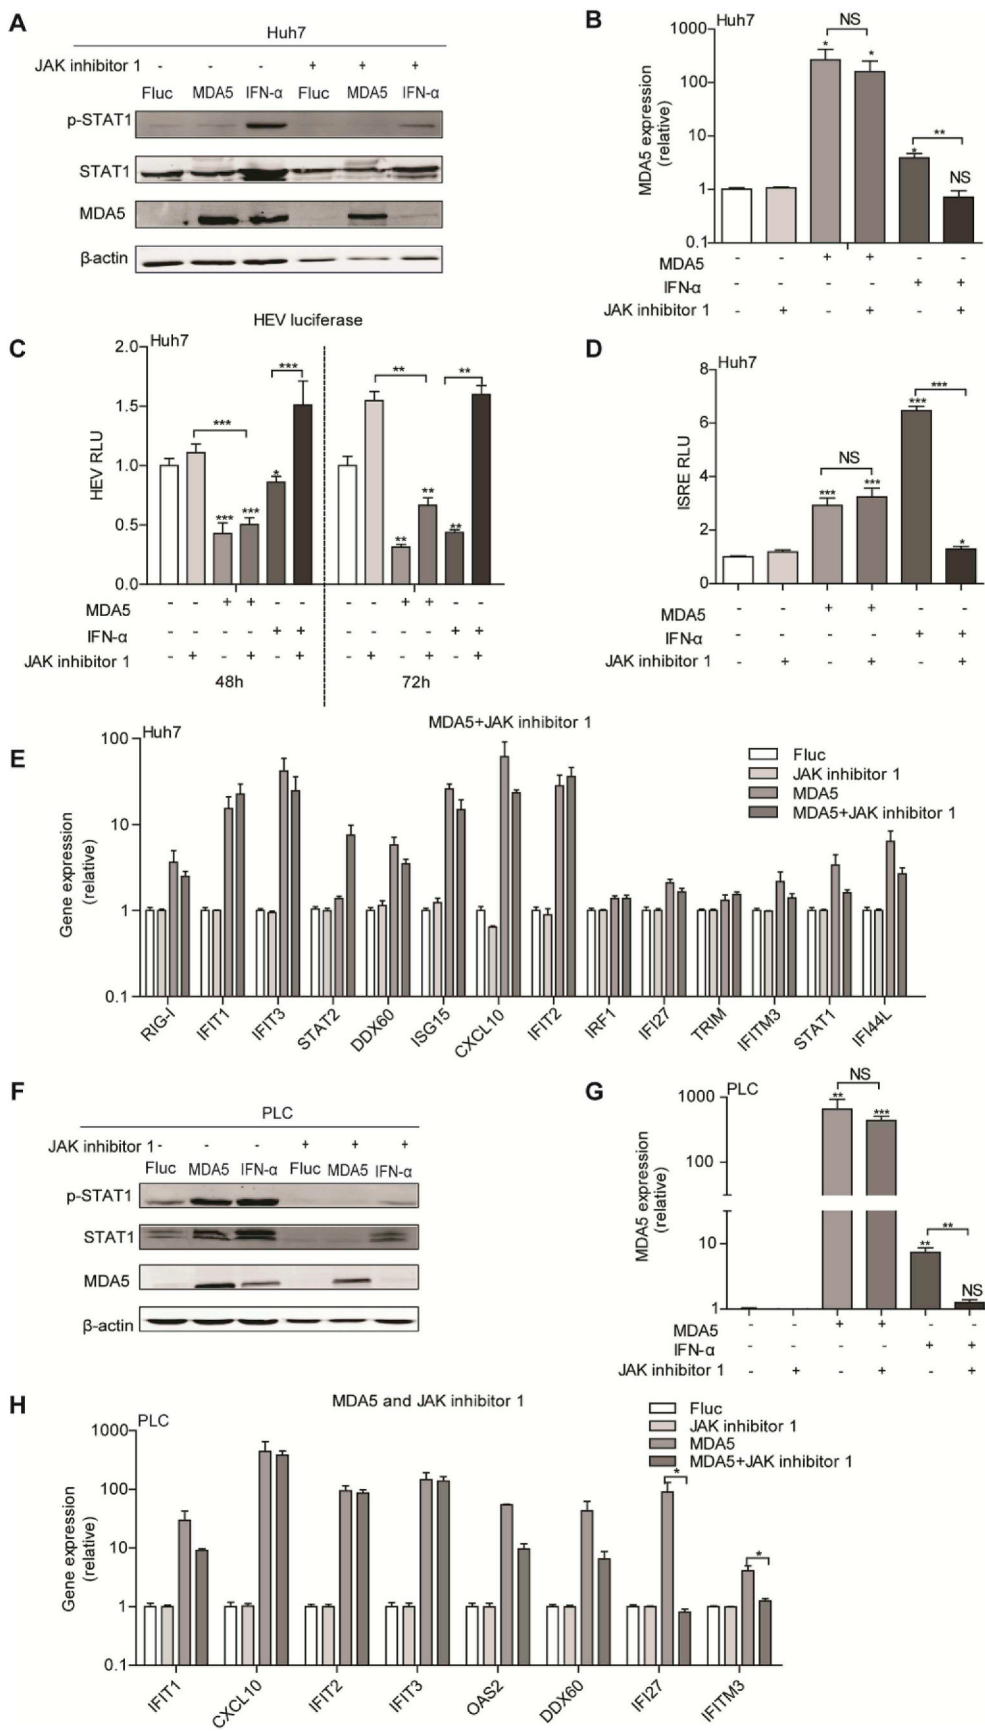 A
Huh7
JAK inhibitor 1 - - - + + +
Fluc MDA5 IFN-α Fluc MDA5 IFN-α
p-STAT1
STAT1
MDA5
β-actin
B
Huh7
MDA5 expression
(relative)
1000
100
10
1
0.1
NS
* * * ** NS
MDA5 - - + + - -
IFN-α - - - - + +
JAK inhibitor 1 - + - + - +
HEV luciferase
C
Huh7
HEV RLU
2.0
1.5
1.0
0.5
0.0
*** *** *** * ***
** ** ** ** **
MDA5 - - + + - - - - + + - -
IFN-α - - - - + + - - - - + +
JAK inhibitor 1 - + - + - + - + - + - +
48h 72h
D
Huh7
ISRE RLU
8
6
4
2
0
NS
*** *** *** *** *
MDA5 - - + + - -
IFN-α - - - - + +
JAK inhibitor 1 - + - + - +
E
Huh7
MDA5+JAK inhibitor 1
Fluc
JAK inhibitor 1
MDA5
MDA5+JAK inhibitor 1
Gene expression
(relative)
100
10
1
0.1
RIG-I IFIT1 IFIT3 STAT2 DDX60 ISG15 CXCL10 IFIT2 IRF1 IFI27 TRIM IFITM3 STAT1 IFI44L
F
PLC
JAK inhibitor 1 - - - + + +
Fluc MDA5 IFN-α Fluc MDA5 IFN-α
p-STAT1
STAT1
MDA5
β-actin
G
PLC
MDA5 expression
(relative)
1000
100
10
1
NS
** *** ** ** NS
MDA5 - - + + - -
IFN-α - - - - + +
JAK inhibitor 1 - + - + - +
H
MDA5 and JAK inhibitor 1
PLC
Fluc
JAK inhibitor 1
MDA5
MDA5+JAK inhibitor 1
* *
Gene expression
(relative)
1000
100
10
1
0.1
IFIT1 CXCL10 IFIT2 IFIT3 OAS2 DDX60 IFI27 IFITM3